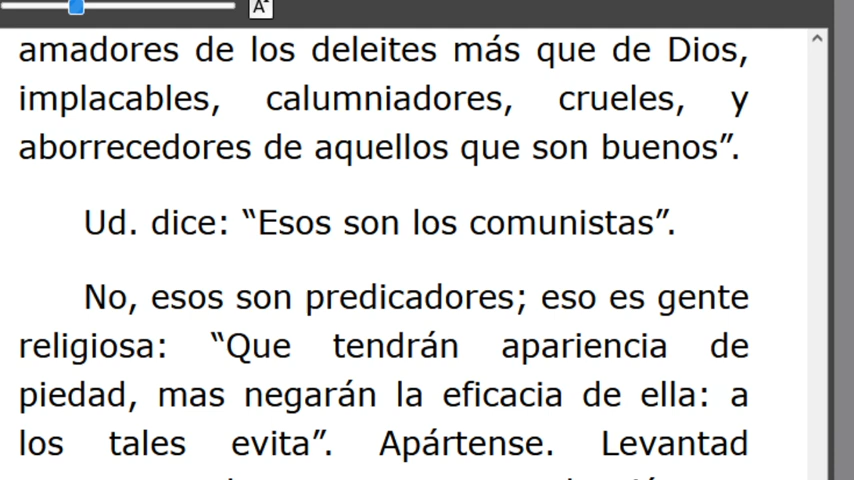 A
amadores de los deleites más que de Dios,
implacables, calumniadores, crueles, y
aborrecedores de aquellos que son buenos”.
Ud. dice: “Esos son los comunistas”.
No, esos son predicadores; eso es gente
religiosa: “Que tendrán apariencia de
piedad, mas negarán la eficacia de ella: a
los tales evita”. Apártense. Levantad